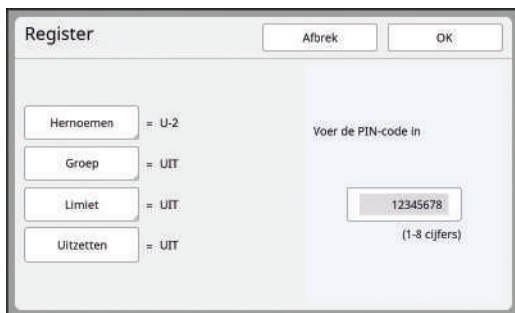 Register
Afbrek
OK
Hernoemen = U-2
Groep = UIT
Limiet = UIT
Uitzetten = UIT
Voer de PIN-code in
12345678
(1-8 cijfers)